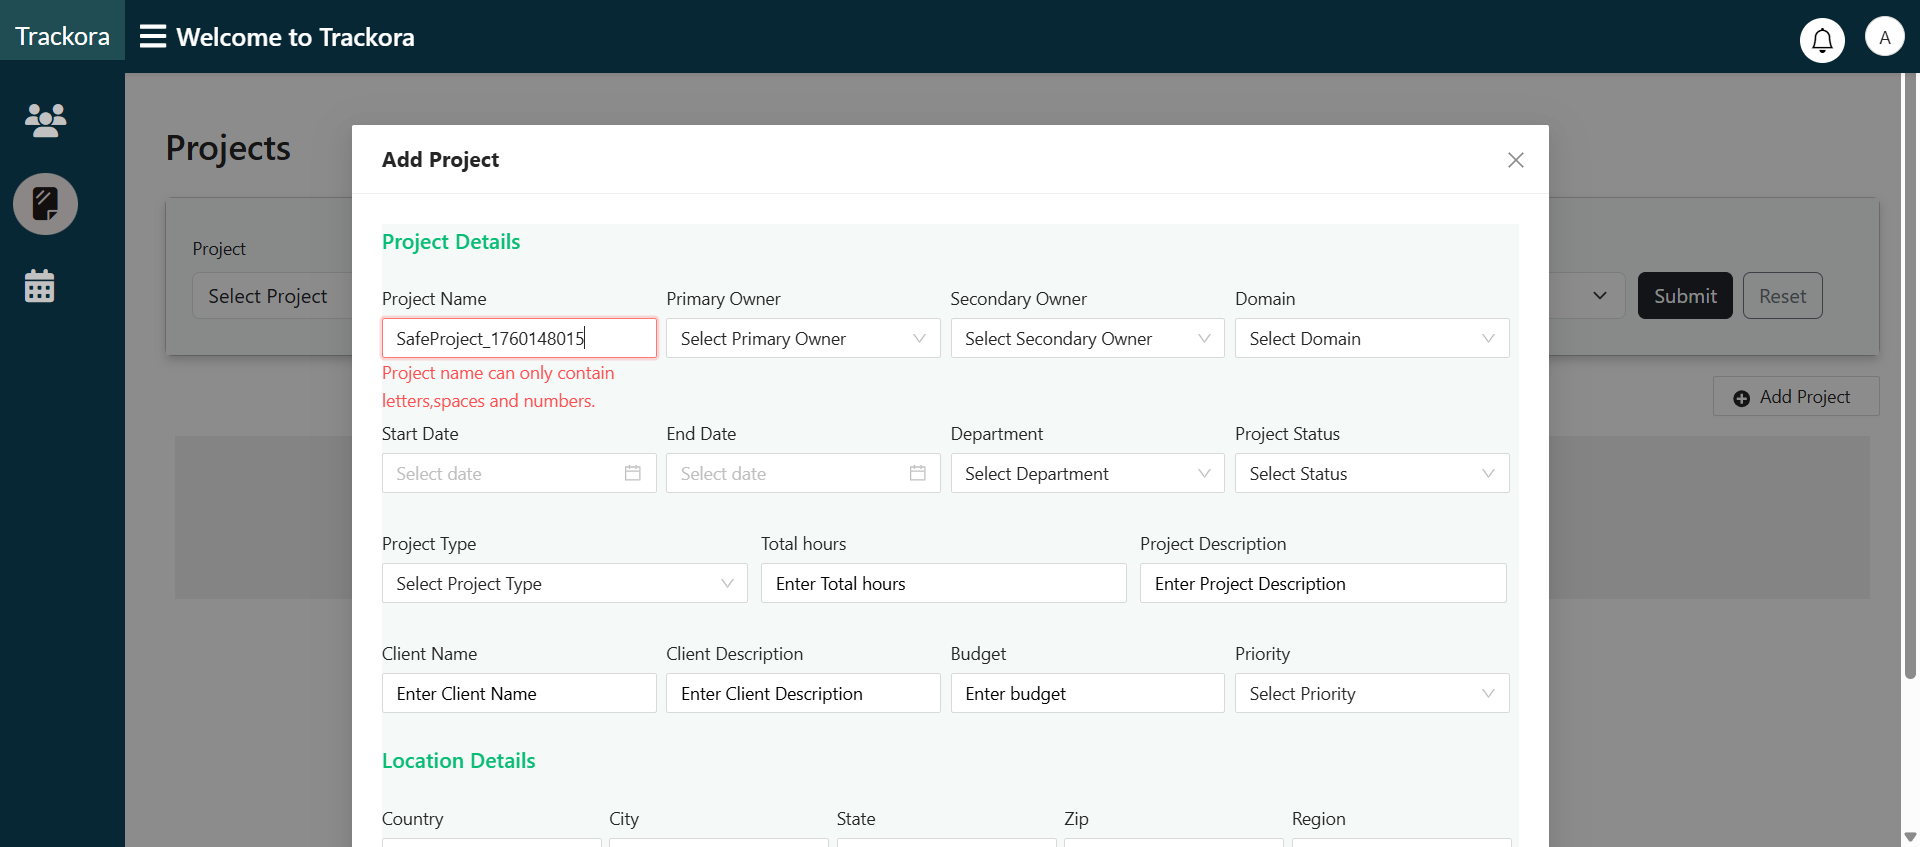 Trackora
Welcome to Trackora
A
Projects
Project
Select Project
Submit
Reset
Add Project
Add Project
Project Details
Project Name
Primary Owner
Secondary Owner
Domain
SafeProject_1760148015
Select Primary Owner
Select Secondary Owner
Select Domain
Project name can only contain
letters,spaces and numbers.
Start Date
End Date
Department
Project Status
Select date
Select date
Select Department
Select Status
Project Type
Total hours
Project Description
Select Project Type
Enter Total hours
Enter Project Description
Client Name
Client Description
Budget
Priority
Enter Client Name
Enter Client Description
Enter budget
Select Priority
Location Details
Country
City
State
Zip
Region